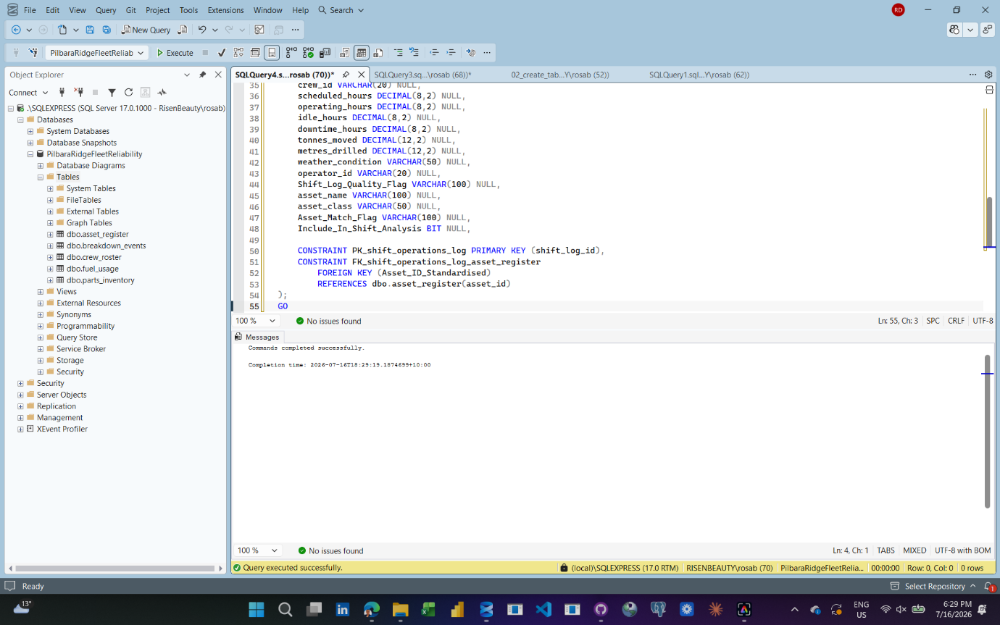 File Edit View Query Git Project Tools Extensions Window Help Search RD
New Query
PilbaraRidgeFleetReliab Execute
Object Explorer
SQLQuery4.s...rosab (70))* SQLQuery3.sq...\rosab (68))* 02_create_tab...Y\rosab (52)) SQLQuery1.sql...Y\rosab (62))
Connect
.\SQLEXPRESS (SQL Server 17.0.1000 - RisenBeauty\rosab)
Databases
System Databases
Database Snapshots
PilbaraRidgeFleetReliability
Database Diagrams
Tables
System Tables
FileTables
External Tables
Graph Tables
dbo.asset_register
dbo.breakdown_events
dbo.crew_roster
dbo.fuel_usage
dbo.parts_inventory
Views
External Resources
Synonyms
Programmability
Query Store
Service Broker
Storage
Security
Security
Server Objects
Replication
Management
XEvent Profiler
35 crew_id VARCHAR(20) NULL,
36 scheduled_hours DECIMAL(8,2) NULL,
37 operating_hours DECIMAL(8,2) NULL,
38 idle_hours DECIMAL(8,2) NULL,
39 downtime_hours DECIMAL(8,2) NULL,
40 tonnes_moved DECIMAL(12,2) NULL,
41 metres_drilled DECIMAL(12,2) NULL,
42 weather_condition VARCHAR(50) NULL,
43 operator_id VARCHAR(20) NULL,
44 Shift_Log_Quality_Flag VARCHAR(100) NULL,
45 asset_name VARCHAR(100) NULL,
46 asset_class VARCHAR(50) NULL,
47 Asset_Match_Flag VARCHAR(100) NULL,
48 Include_In_Shift_Analysis BIT NULL,
49
50 CONSTRAINT PK_shift_operations_log PRIMARY KEY (shift_log_id),
51 CONSTRAINT FK_shift_operations_log_asset_register
52 FOREIGN KEY (Asset_ID_Standardised)
53 REFERENCES dbo.asset_register(asset_id)
54 );
55 GO
100 % No issues found Ln: 55, Ch: 3 SPC CRLF UTF-8
Messages
Commands completed successfully.
Completion time: 2026-07-16T18:29:19.1874699+10:00
100 % No issues found Ln: 4, Ch: 1 TABS MIXED UTF-8 with BOM
Query executed successfully. (local)\SQLEXPRESS (17.0 RTM) RISENBEAUTY\rosab (70) PilbaraRidgeFleetRelia... 00:00:00 Row: 0, Col: 0 0 rows
Ready Select Repository 1
13° ENG US 6:29 PM 7/16/2026